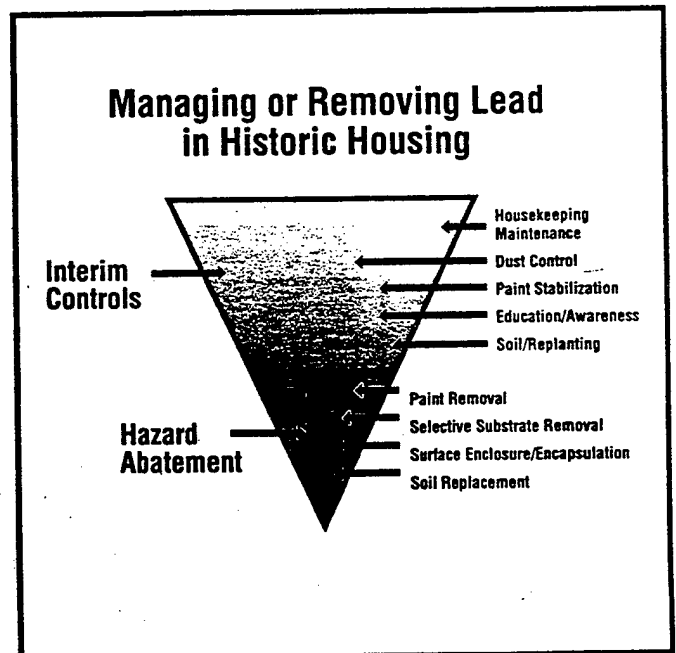 Managing or Removing Lead
in Historic Housing
Interim
Controls
Housekeeping
Maintenance
Dust Control
Paint Stabilization
Education/Awareness
Soil/Replanting
Hazard
Abatement
Paint Removal
Selective Substrate Removal
Surface Enclosure/Encapsulation
Soil Replacement